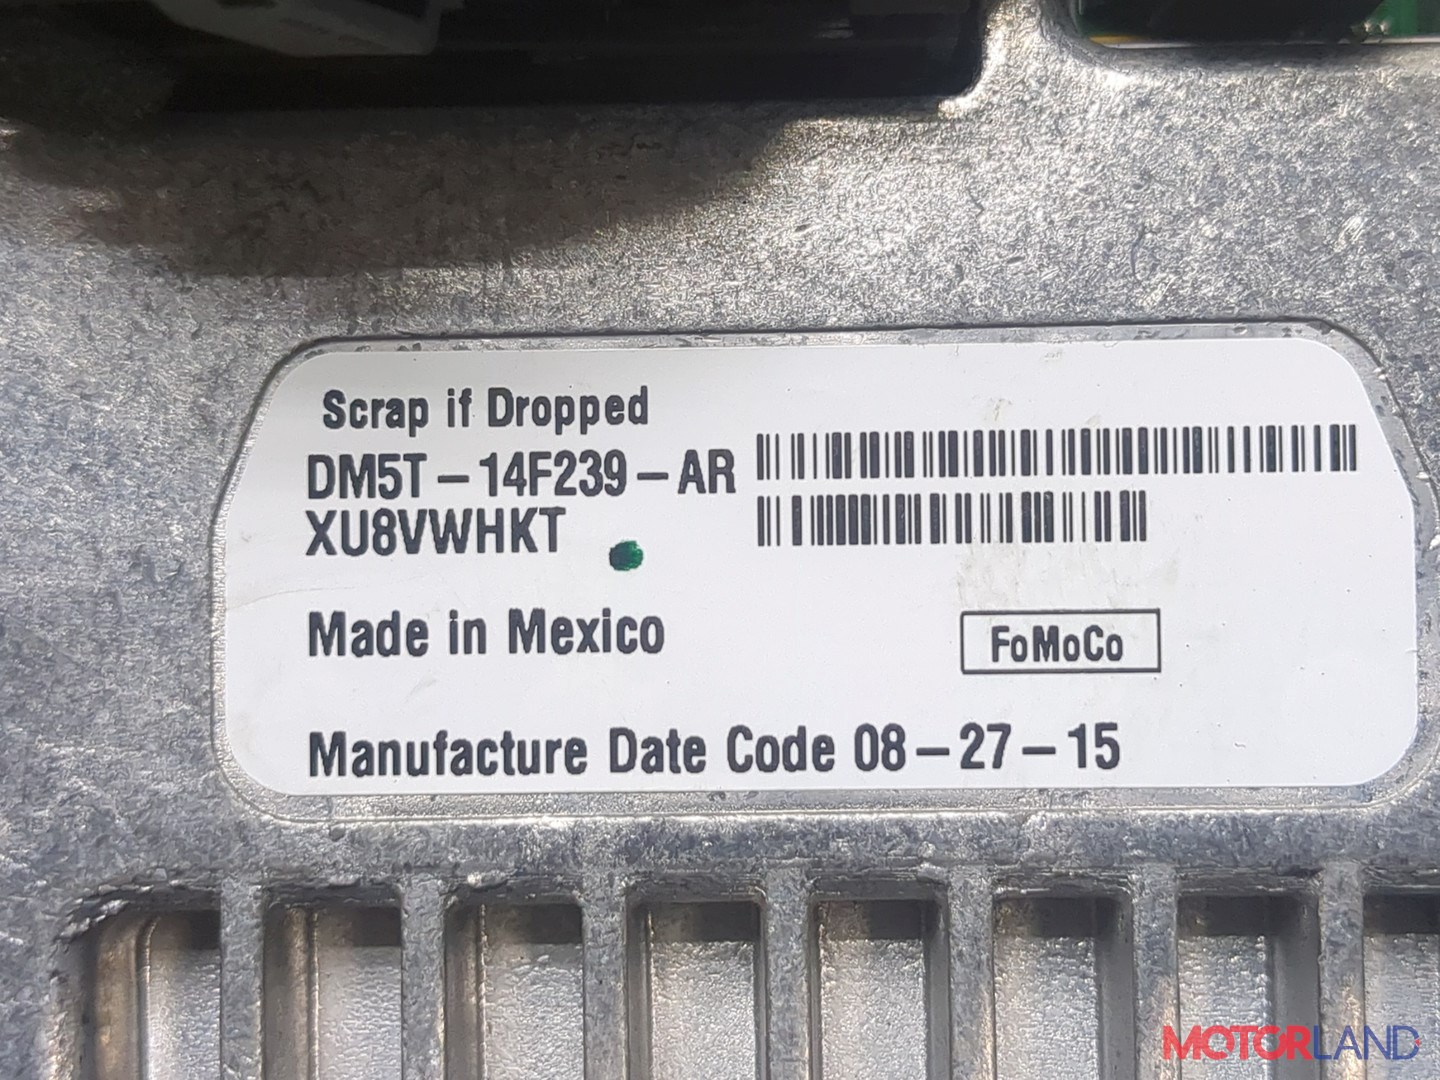 Scrap if Dropped
DM5T-14F239-AR
XU8VWHKT
Made in Mexico
FoMoCo
Manufacture Date Code 08-27-15
MOTORLAND